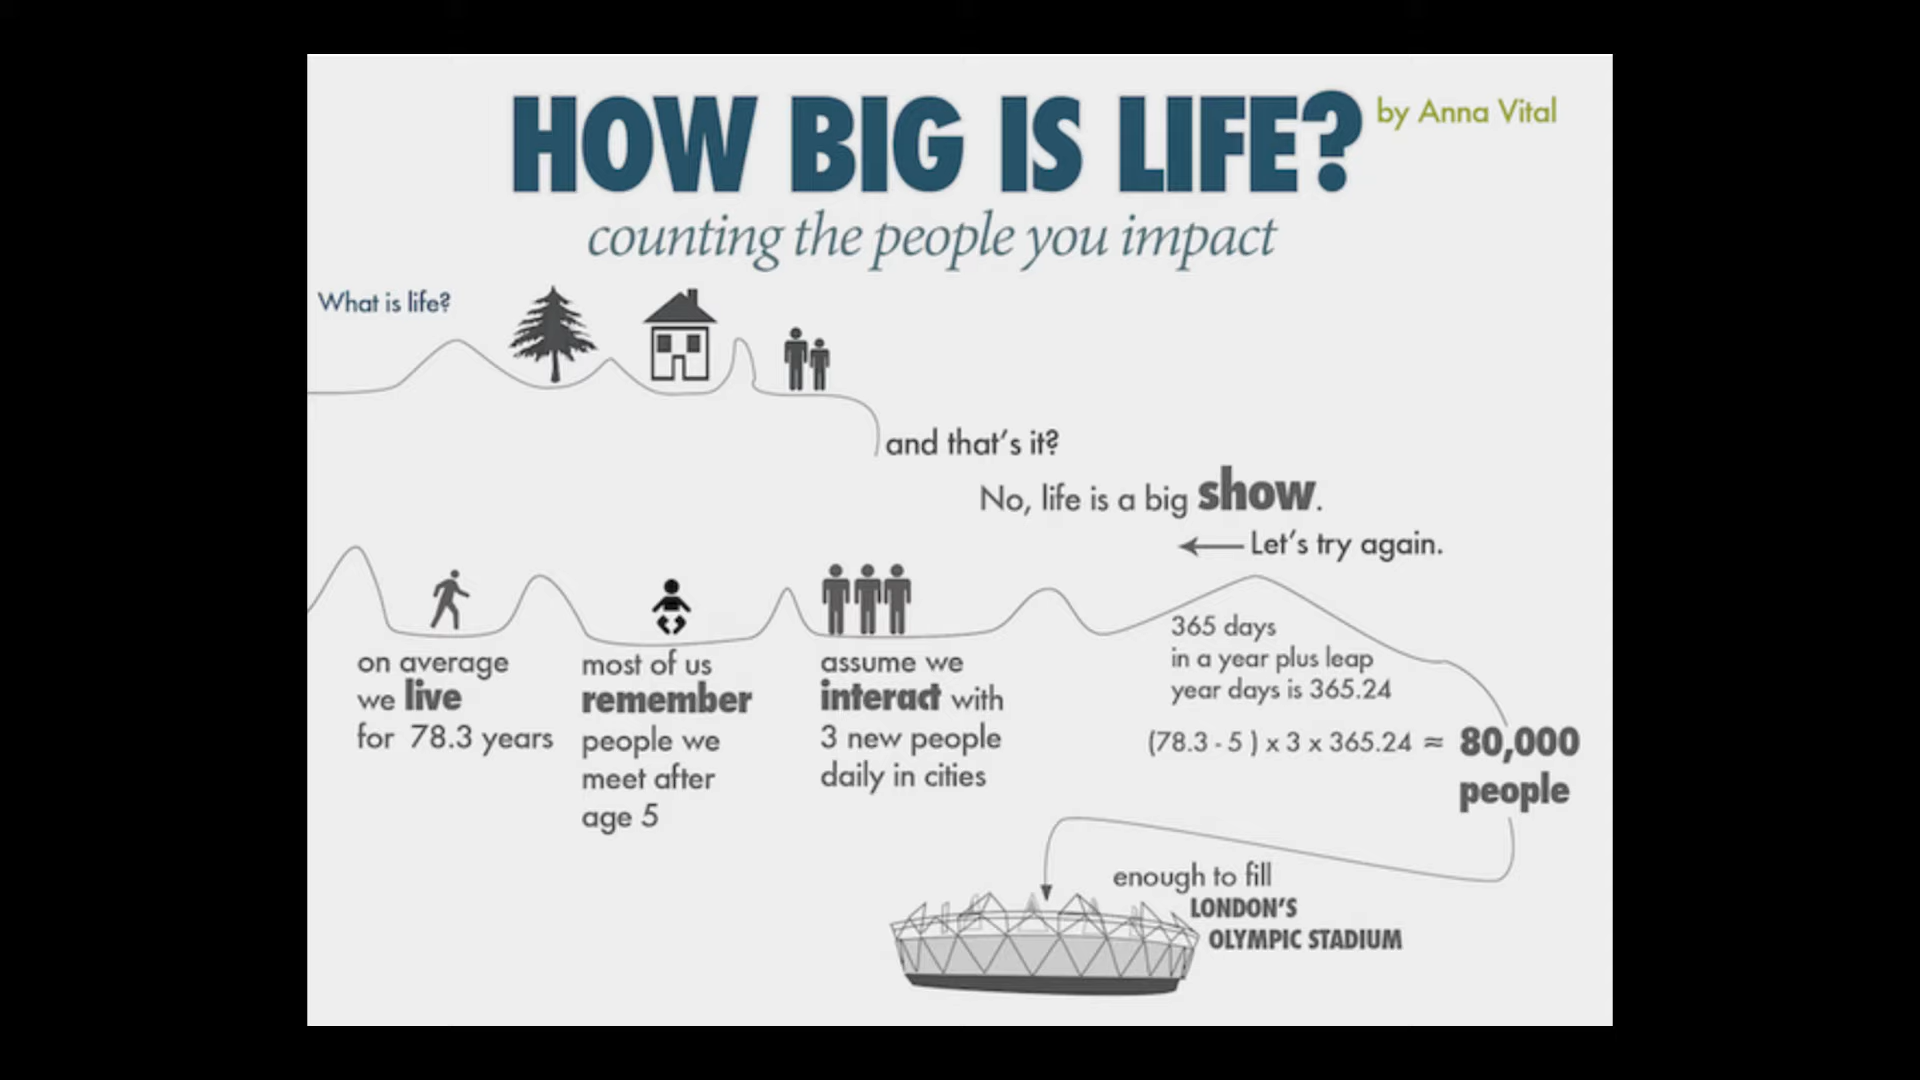 HOW BIG IS LIFE?
by Anna Vital
counting the people you impact
What is life?
and that's it?
No, life is a big show.
Let's try again.
on average
we live
for 78.3 years
most of us
remember
people we
meet after
age 5
assume we
interact with
3 new people
daily in cities
365 days
in a year plus leap
year days is 365.24
(78.3 - 5 ) x 3 x 365.24 ≈ 80,000
people
enough to fill
LONDON'S
OLYMPIC STADIUM